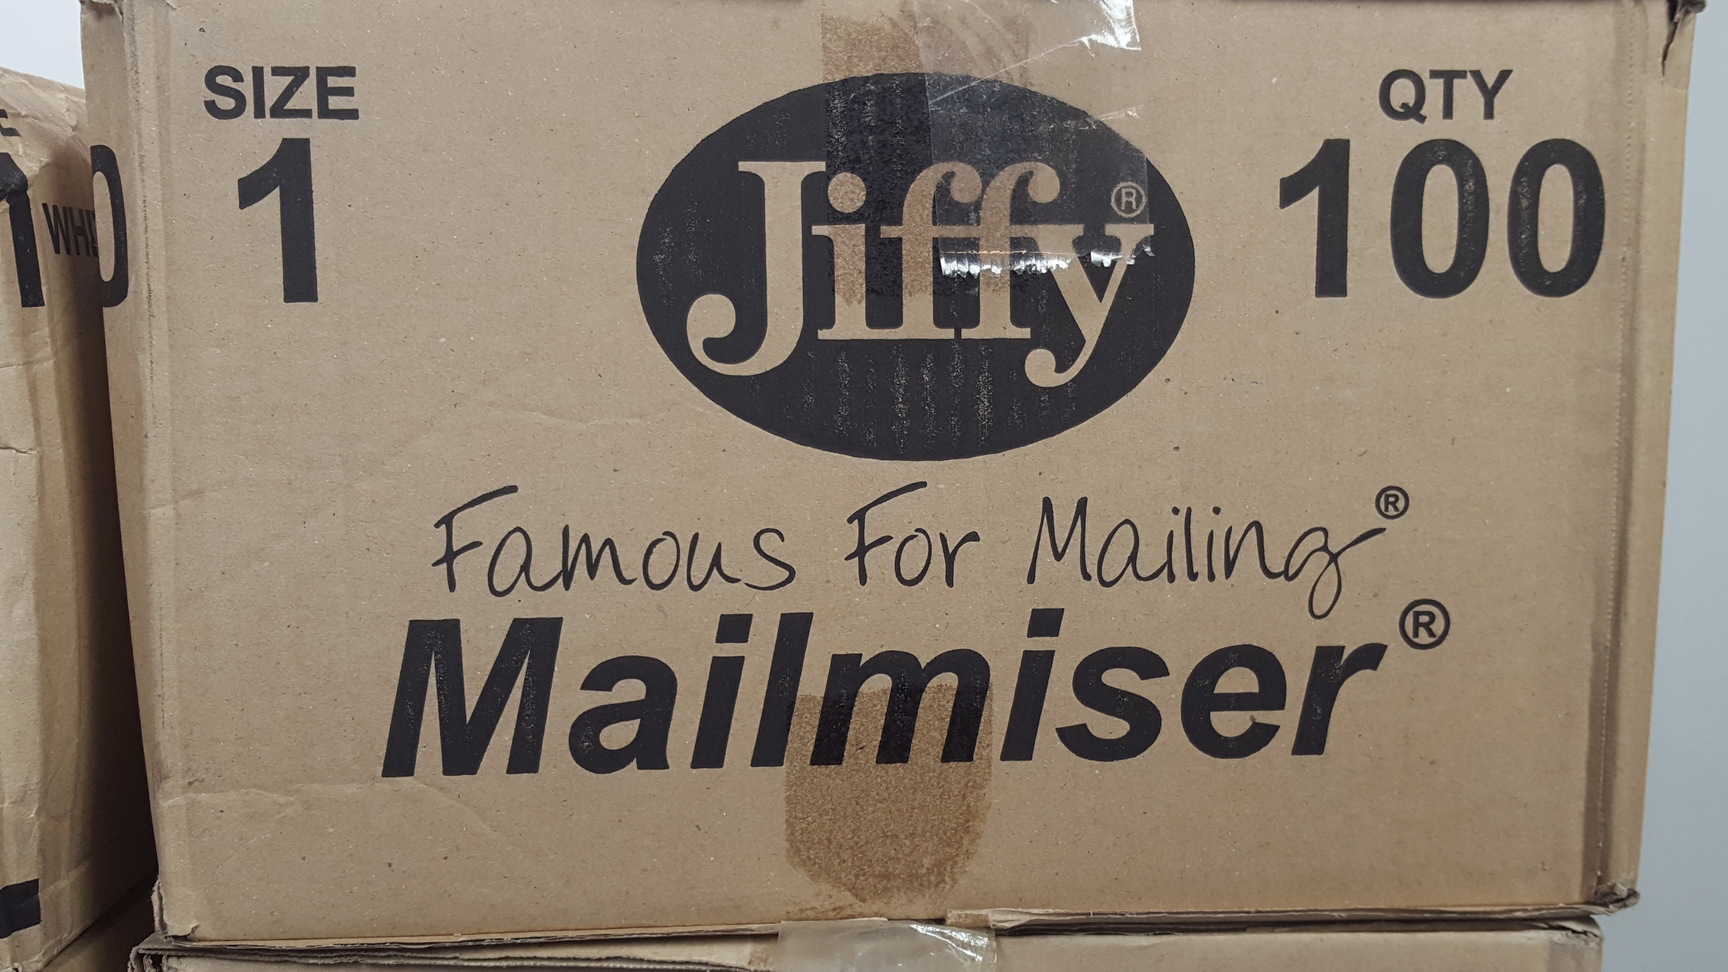 SIZE
1
Jiffy®
QTY
100
Famous For Mailing®
Mailmiser®